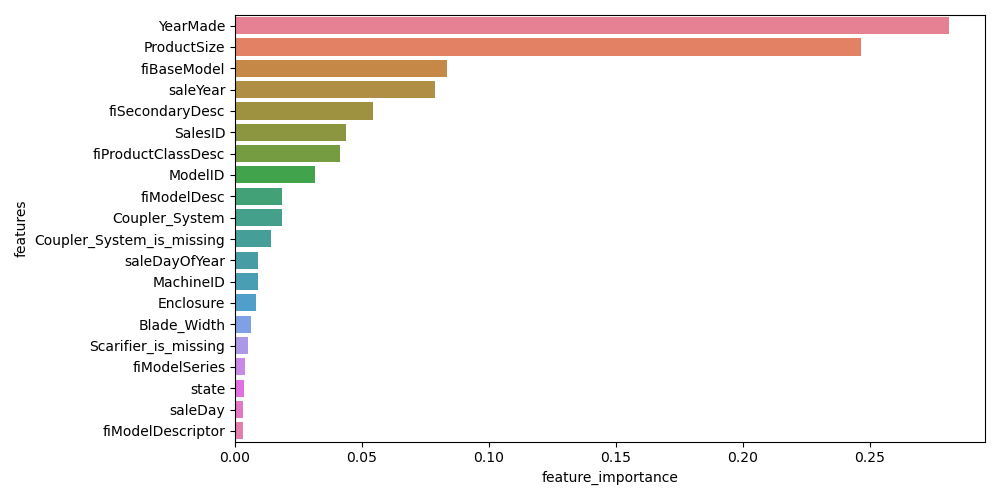 YearMade
ProductSize
fiBaseModel
saleYear
fiSecondaryDesc
SalesID
fiProductClassDesc
ModelID
fiModelDesc
Coupler_System
Coupler_System_is_missing
saleDayOfYear
MachineID
Enclosure
Blade_Width
Scarifier_is_missing
fiModelSeries
state
saleDay
fiModelDescriptor
features
0.00 0.05 0.10 0.15 0.20 0.25
feature_importance